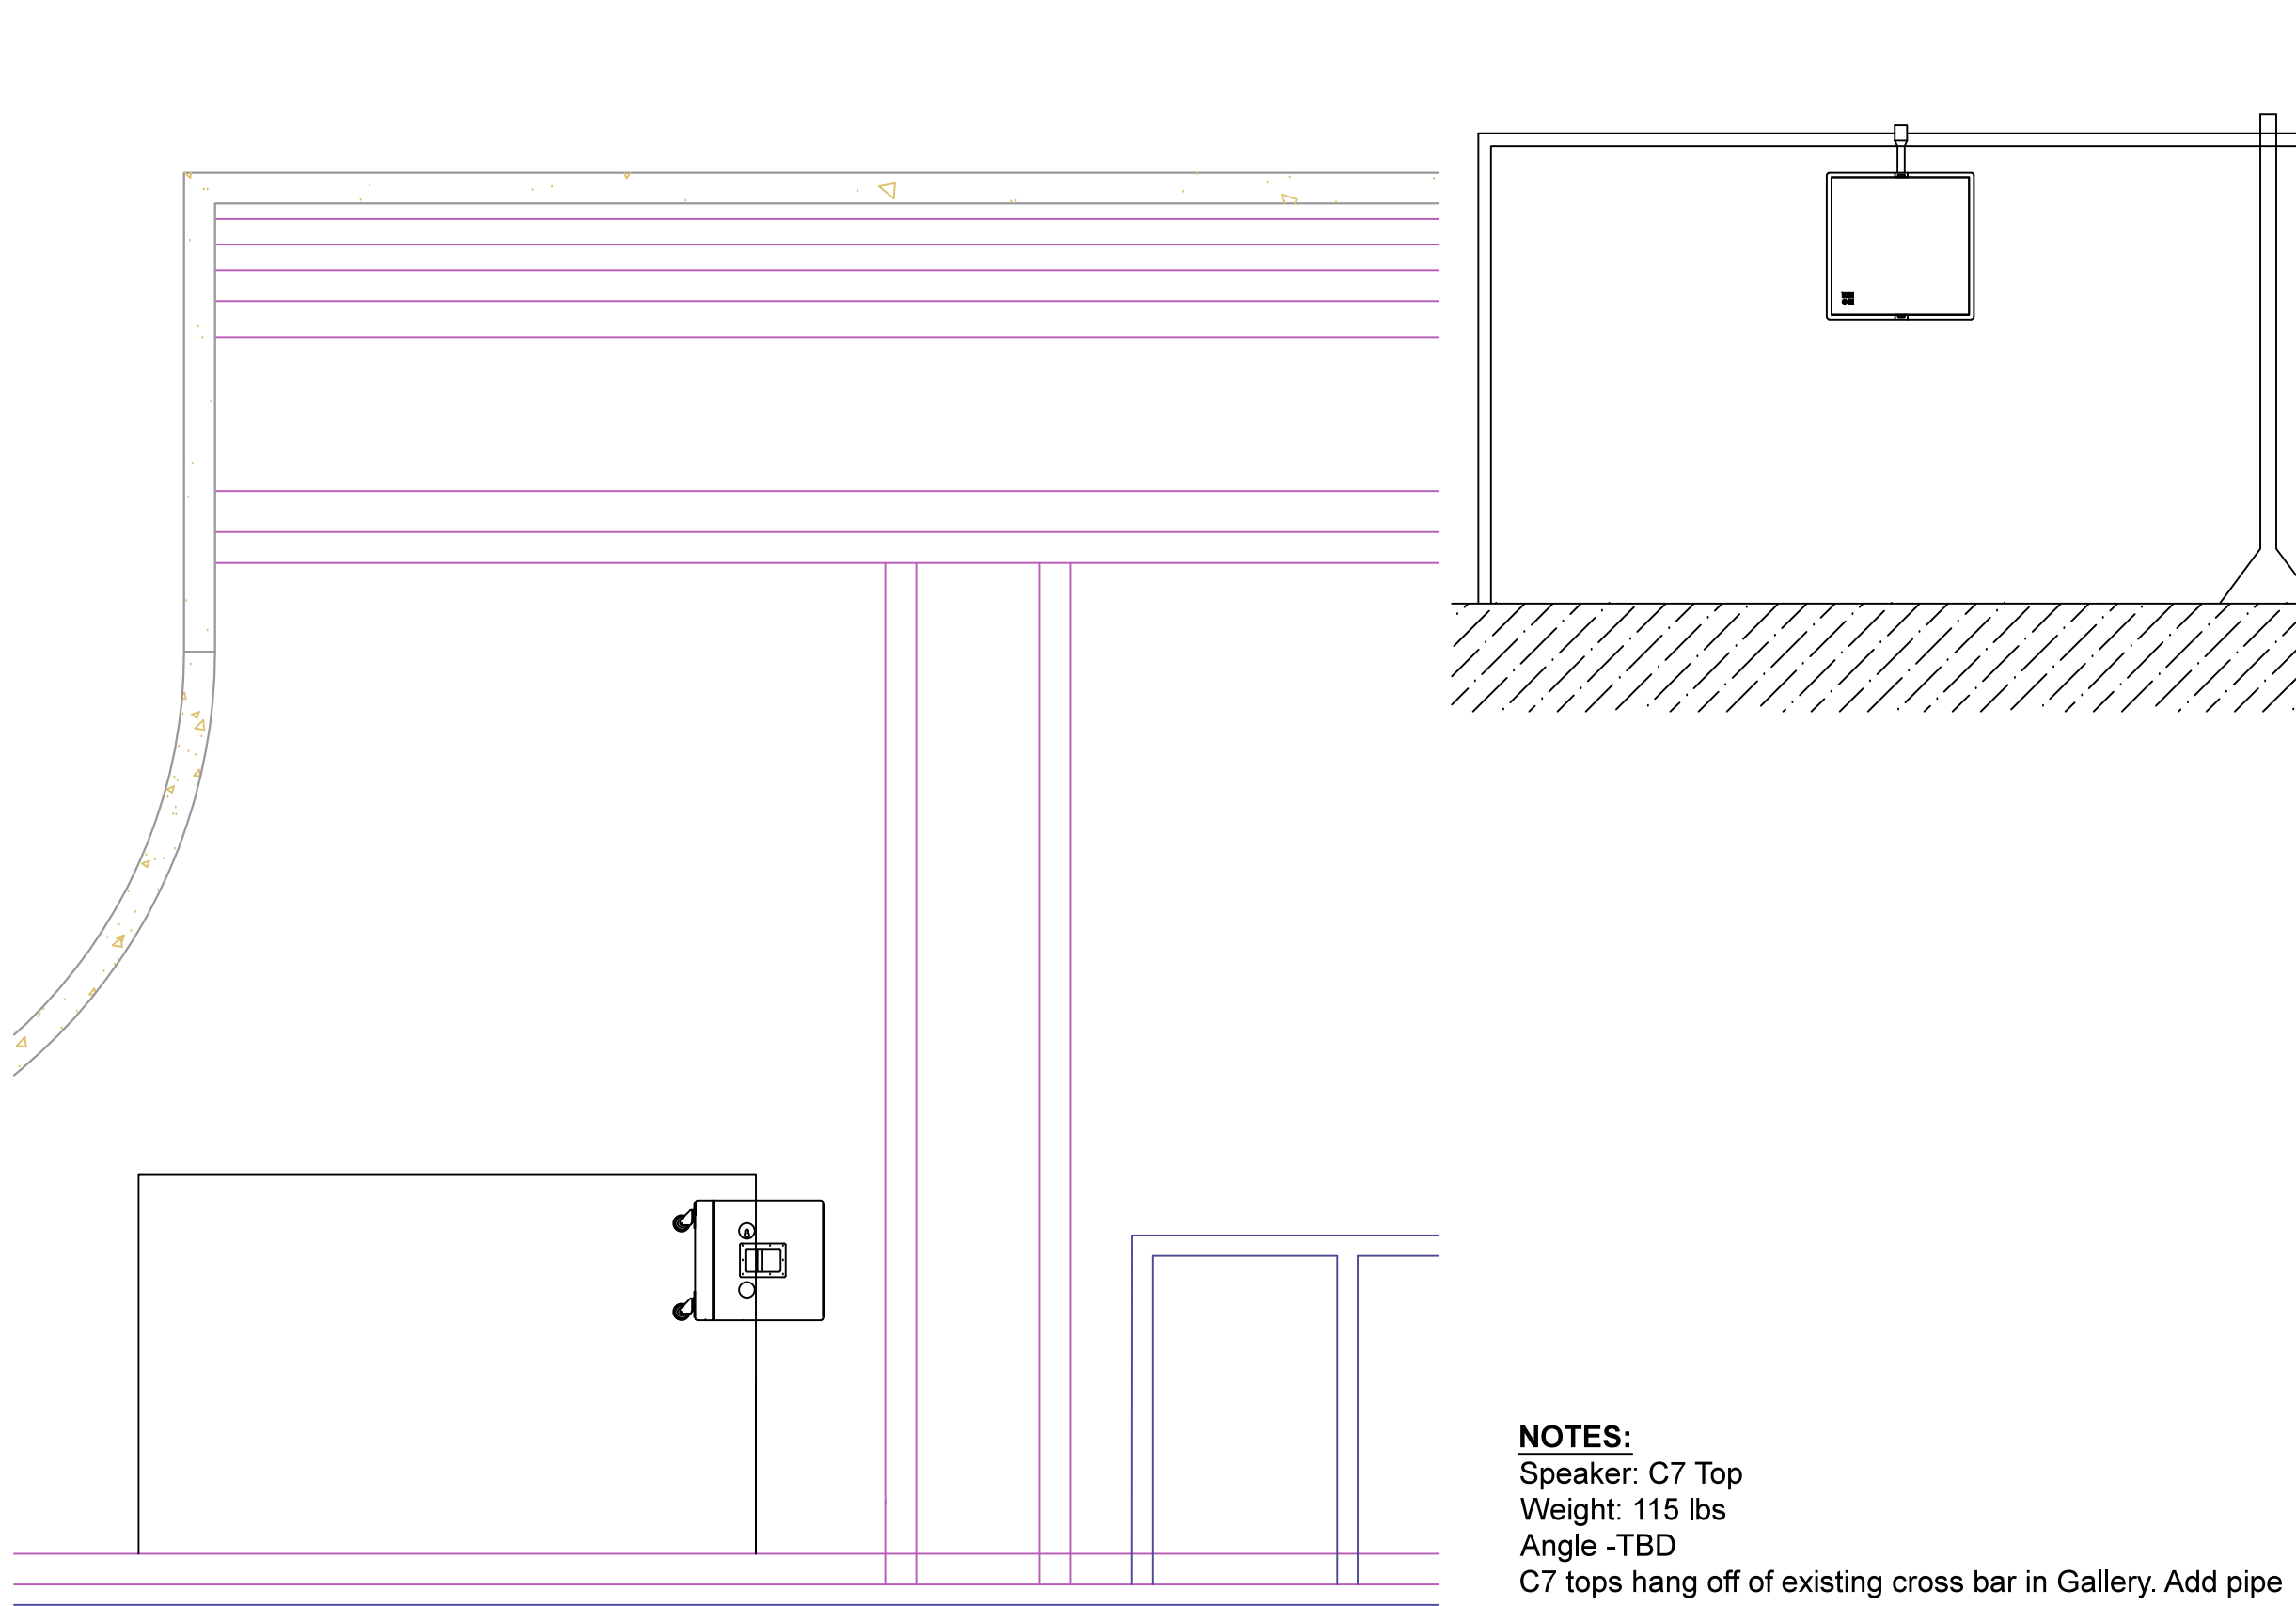 NOTES:
Speaker: C7 Top
Weight: 115 lbs
Angle -TBD
C7 tops hang off of existing cross bar in Gallery. Add pipe